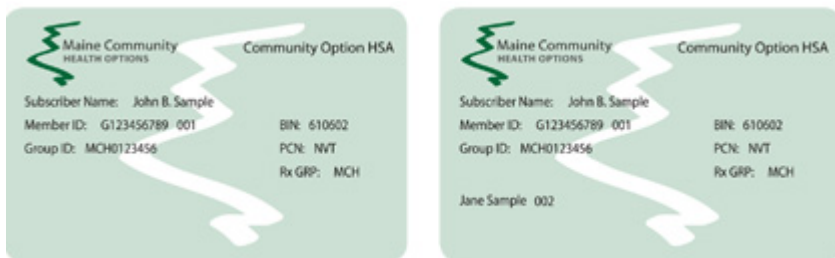 Maine Community
HEALTH OPTIONS
Community Option HSA
Subscriber Name: John B. Sample
Member ID: G123456789 001
BIN: 610602
Group ID: MCH0123456
PCN: NVT
Rx GRP: MCH
Maine Community
HEALTH OPTIONS
Community Option HSA
Subscriber Name: John B. Sample
Member ID: G123456789 001
BIN: 610602
Group ID: MCH0123456
PCN: NVT
Rx GRP: MCH
Jane Sample 002